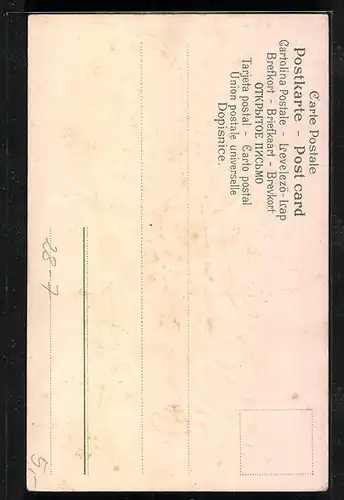 Carte Postale
Postkarte – Post card
Cartolina Postale – Levelező-Lap
Brefkort – Briefkaart – Brevkort
ОТКРЫТОЕ ПИСЬМО
Tarjeta postal – Carto postal
Union postale universelle
Dopisnice.
28-7
5,-